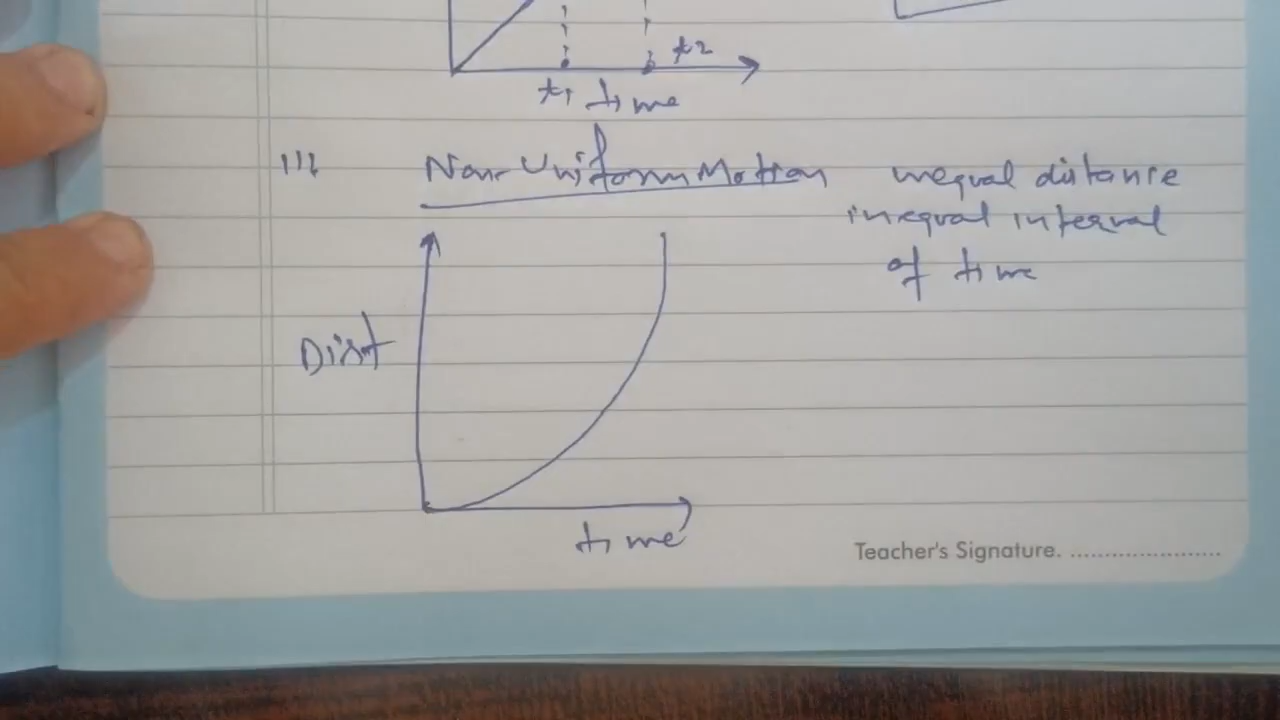 t1
t2
time
III
Non-Uniform Motion
unequal distance
in equal interval
of time
Dist
time
Teacher's Signature. ........................